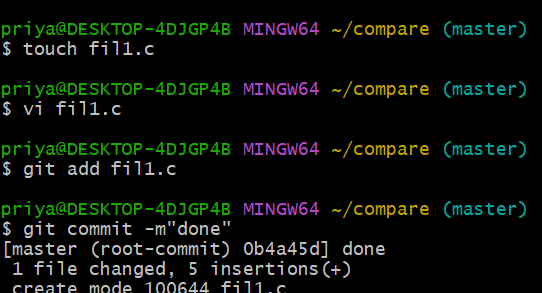 priya@DESKTOP-4DJGP4B MINGW64 ~/compare (master)
$ touch fil1.c
priya@DESKTOP-4DJGP4B MINGW64 ~/compare (master)
$ vi fil1.c
priya@DESKTOP-4DJGP4B MINGW64 ~/compare (master)
$ git add fil1.c
priya@DESKTOP-4DJGP4B MINGW64 ~/compare (master)
$ git commit -m"done"
[master (root-commit) 0b4a45d] done
1 file changed, 5 insertions(+)
create mode 100644 fil1.c